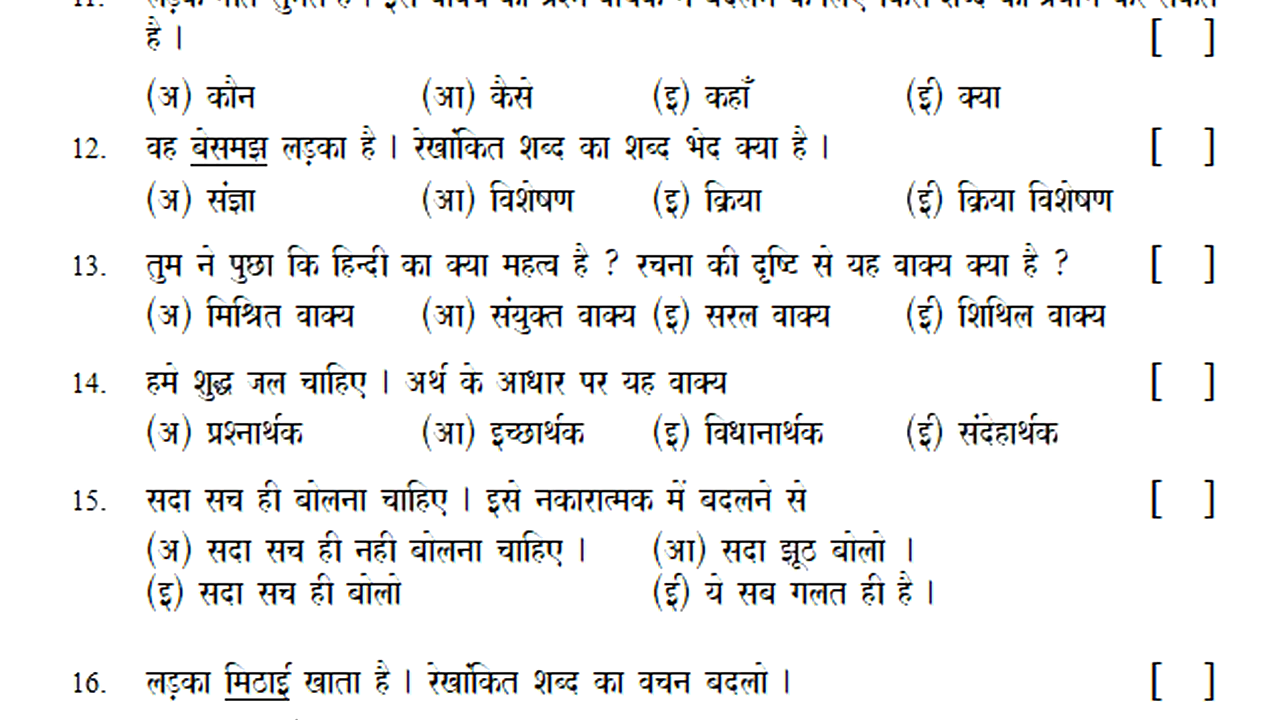 है ।	[ ]
(अ) कौन	(आ) कैसे	(इ) कहाँ	(ई) क्या
12. वह बेसमझ लड़का है । रेखांकित शब्द का शब्द भेद क्या है ।	[ ]
(अ) संज्ञा	(आ) विशेषण	(इ) क्रिया	(ई) क्रिया विशेषण
13. तुम ने पुछा कि हिन्दी का क्या महत्व है ? रचना की दृष्टि से यह वाक्य क्या है ?	[ ]
(अ) मिश्रित वाक्य	(आ) संयुक्त वाक्य	(इ) सरल वाक्य	(ई) शिथिल वाक्य
14. हमे शुद्ध जल चाहिए । अर्थ के आधार पर यह वाक्य	[ ]
(अ) प्रश्नार्थक	(आ) इच्छार्थक	(इ) विधानार्थक	(ई) संदेहार्थक
15. सदा सच ही बोलना चाहिए । इसे नकारात्मक में बदलने से	[ ]
(अ) सदा सच ही नही बोलना चाहिए ।	(आ) सदा झूठ बोलो ।
(इ) सदा सच ही बोलो	(ई) ये सब गलत ही है ।
16. लड़का मिठाई खाता है । रेखांकित शब्द का वचन बदलो ।	[ ]